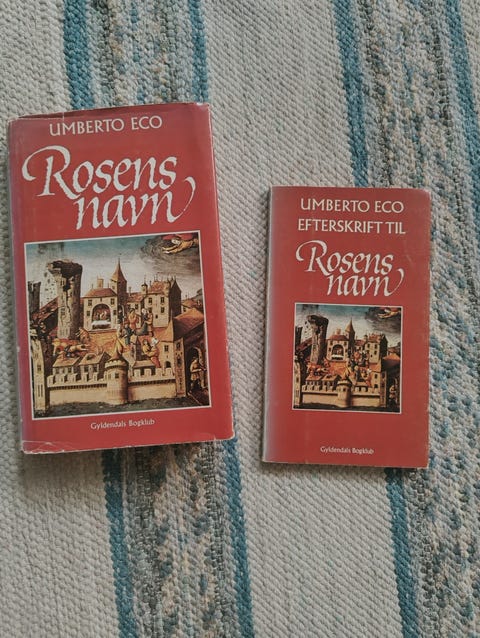 UMBERTO ECO
Rosens
navn
Gyldendals Bogklub
UMBERTO ECO
EFTERSKRIFT TIL
Rosens
navn
Gyldendals Bogklub